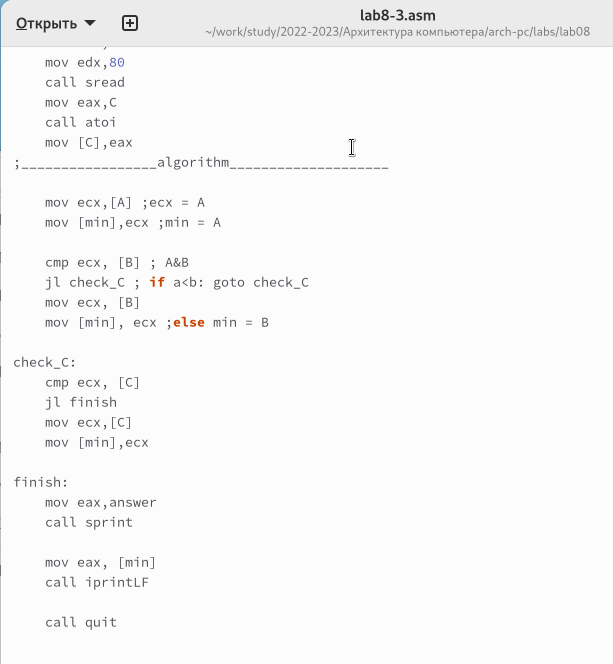 lab8-3.asm
Открыть
~/work/study/2022-2023/Архитектура компьютера/arch-pc/labs/lab08
mov edx,80
call sread
mov eax,C
call atoi
mov [C],eax
;_________________algorithm____________________
mov ecx,[A] ;ecx = A
mov [min],ecx ;min = A
cmp ecx, [B] ; A&B
jl check_C ; if a<b: goto check_C
mov ecx, [B]
mov [min], ecx ;else min = B
check_C:
cmp ecx, [C]
jl finish
mov ecx,[C]
mov [min],ecx
finish:
mov eax,answer
call sprint
mov eax, [min]
call iprintLF
call quit